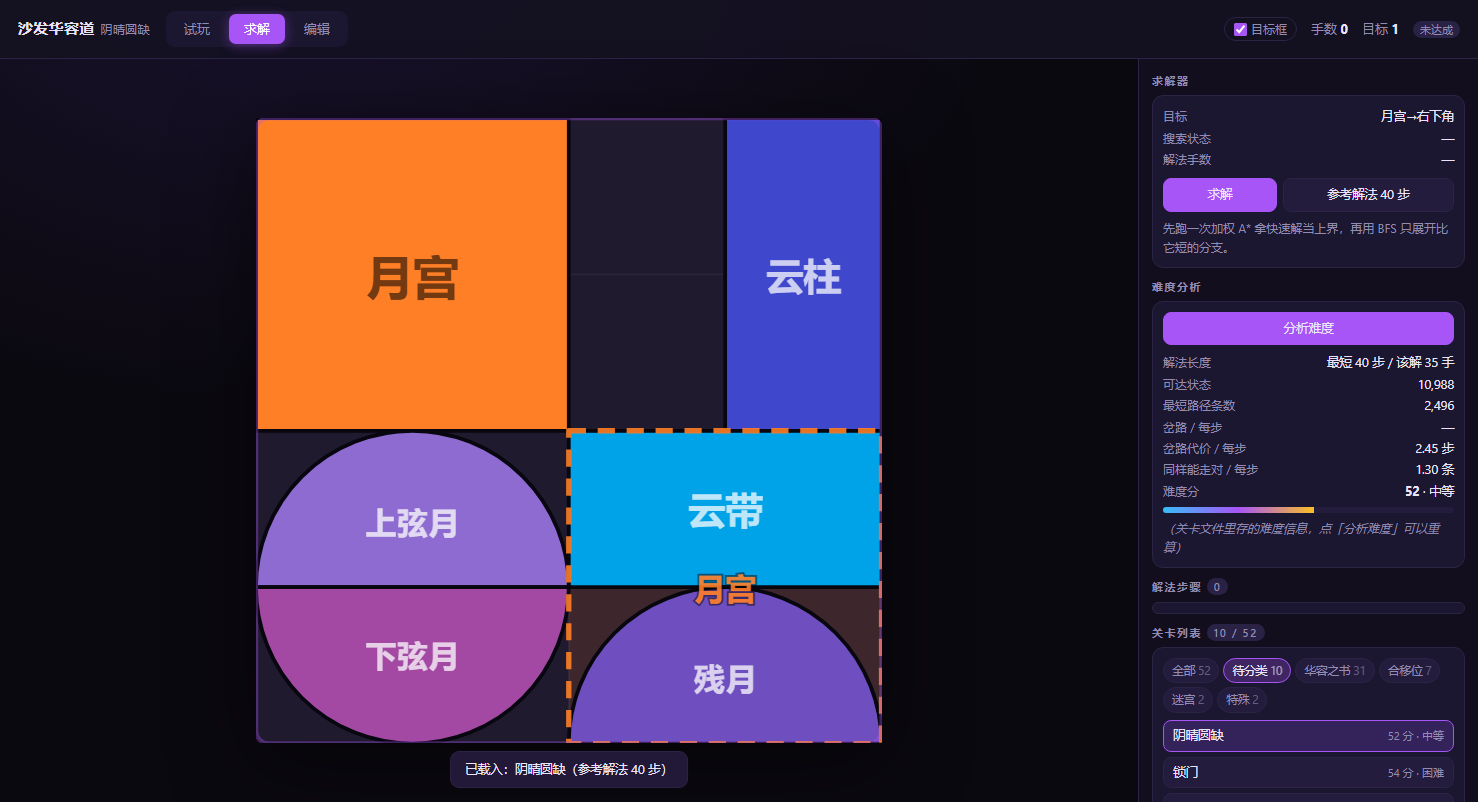 沙发华容道 阴晴圆缺 试玩 求解 编辑 目标框 手数 0 目标 1 未达成
月宫
云柱
上弦月
云带
月宫
下弦月
残月
已载入：阴晴圆缺（参考解法 40 步）
求解器
目标 月宫→右下角
搜索状态 —
解法手数 —
求解 参考解法 40 步
先跑一次加权 A* 拿快速解当上界，再用 BFS 只展开比
它短的分支。
难度分析
分析难度
解法长度 最短 40 步 / 该解 35 手
可达状态 10,988
最短路径条数 2,496
岔路 / 每步 —
岔路代价 / 每步 2.45 步
同样能走对 / 每步 1.30 条
难度分 52 · 中等
（关卡文件里存的难度信息，点「分析难度」可以重
算）
解法步骤 0
关卡列表 10 / 52
全部 52 待分类 10 华容之书 31 合移位 7
迷宫 2 特殊 2
阴晴圆缺 52 分 · 中等
锁门 54 分 · 困难